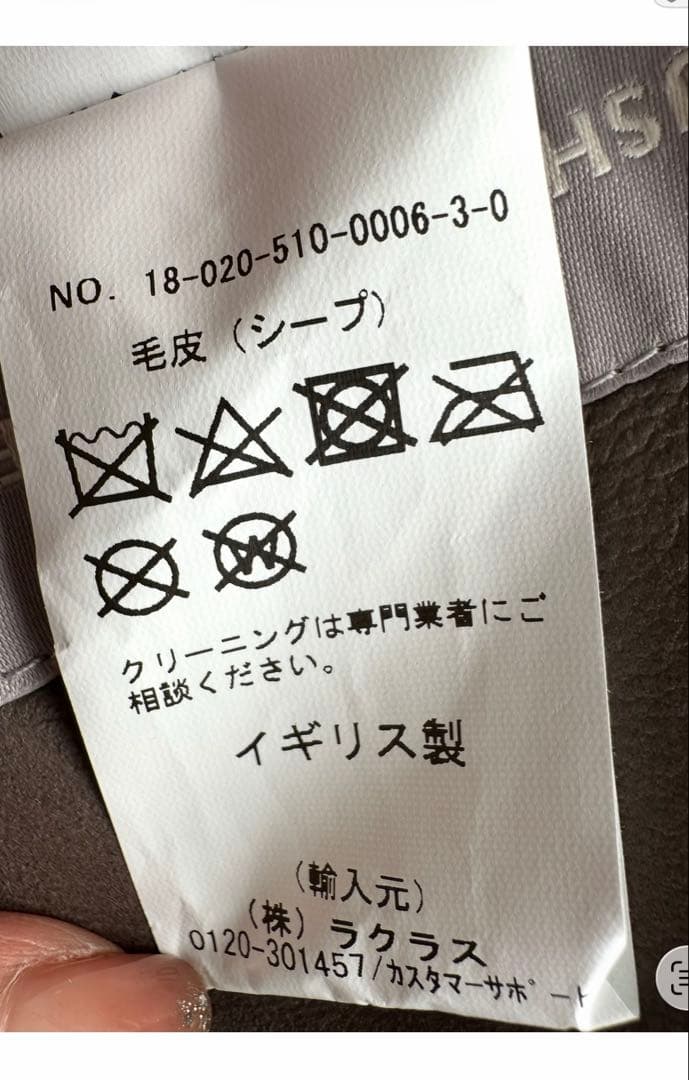 USH
NO. 18-020-510-0006-3-0
毛皮（シープ）
W
クリーニングは専門業者にご
相談ください。
イギリス製
（輸入元）
（株）ラクラス
0120-301457/カスタマーサポート